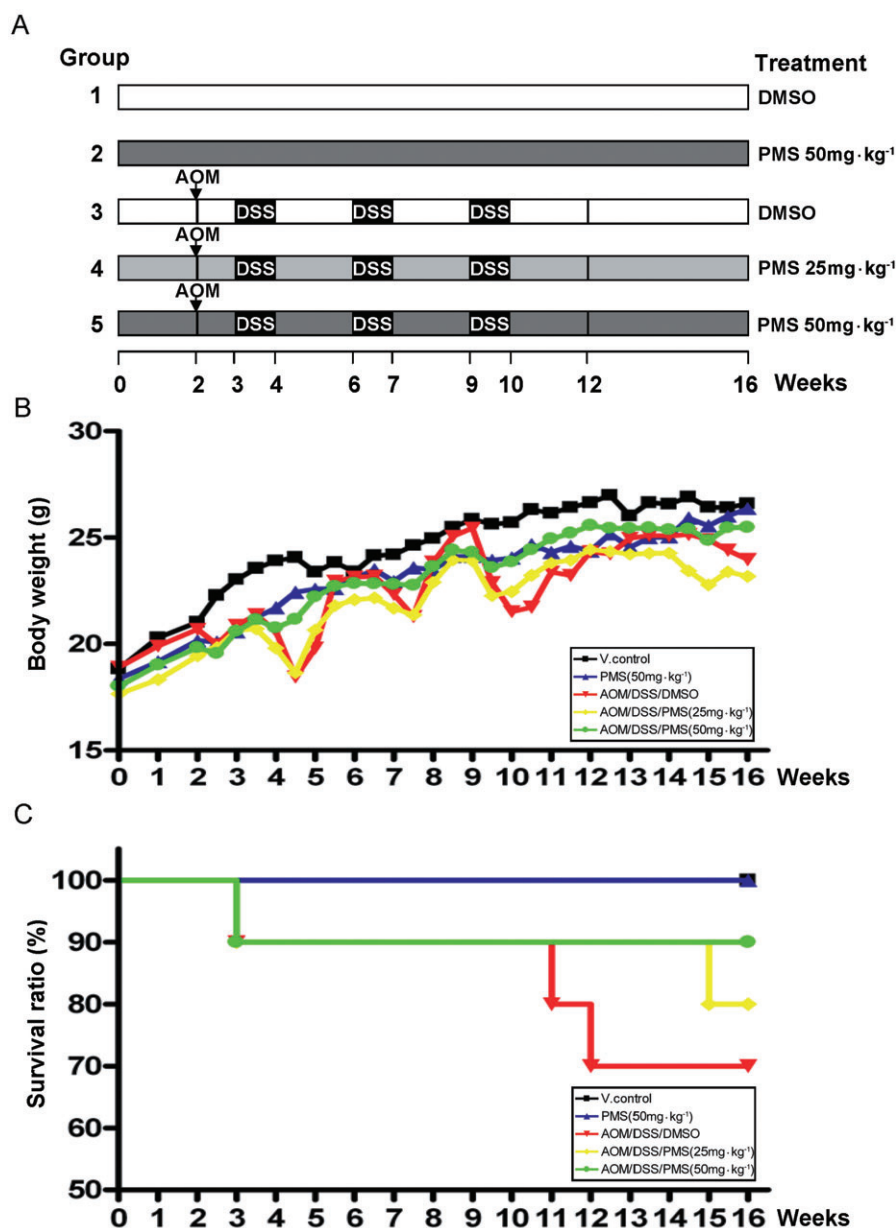 A
Group Treatment
1 DMSO
2 PMS 50mg·kg⁻¹
AOM
3 DSS DSS DSS DMSO
AOM
4 DSS DSS DSS PMS 25mg·kg⁻¹
AOM
5 DSS DSS DSS PMS 50mg·kg⁻¹
0 2 3 4 6 7 9 10 12 16 Weeks
B
30
25
20
15
Body weight (g)
V.control
PMS(50mg·kg⁻¹)
AOM/DSS/DMSO
AOM/DSS/PMS(25mg·kg⁻¹)
AOM/DSS/PMS(50mg·kg⁻¹)
0 1 2 3 4 5 6 7 8 9 10 11 12 13 14 15 16 Weeks
C
100
90
80
70
60
50
Survival ratio (%)
V.control
PMS(50mg·kg⁻¹)
AOM/DSS/DMSO
AOM/DSS/PMS(25mg·kg⁻¹)
AOM/DSS/PMS(50mg·kg⁻¹)
0 1 2 3 4 5 6 7 8 9 10 11 12 13 14 15 16 Weeks